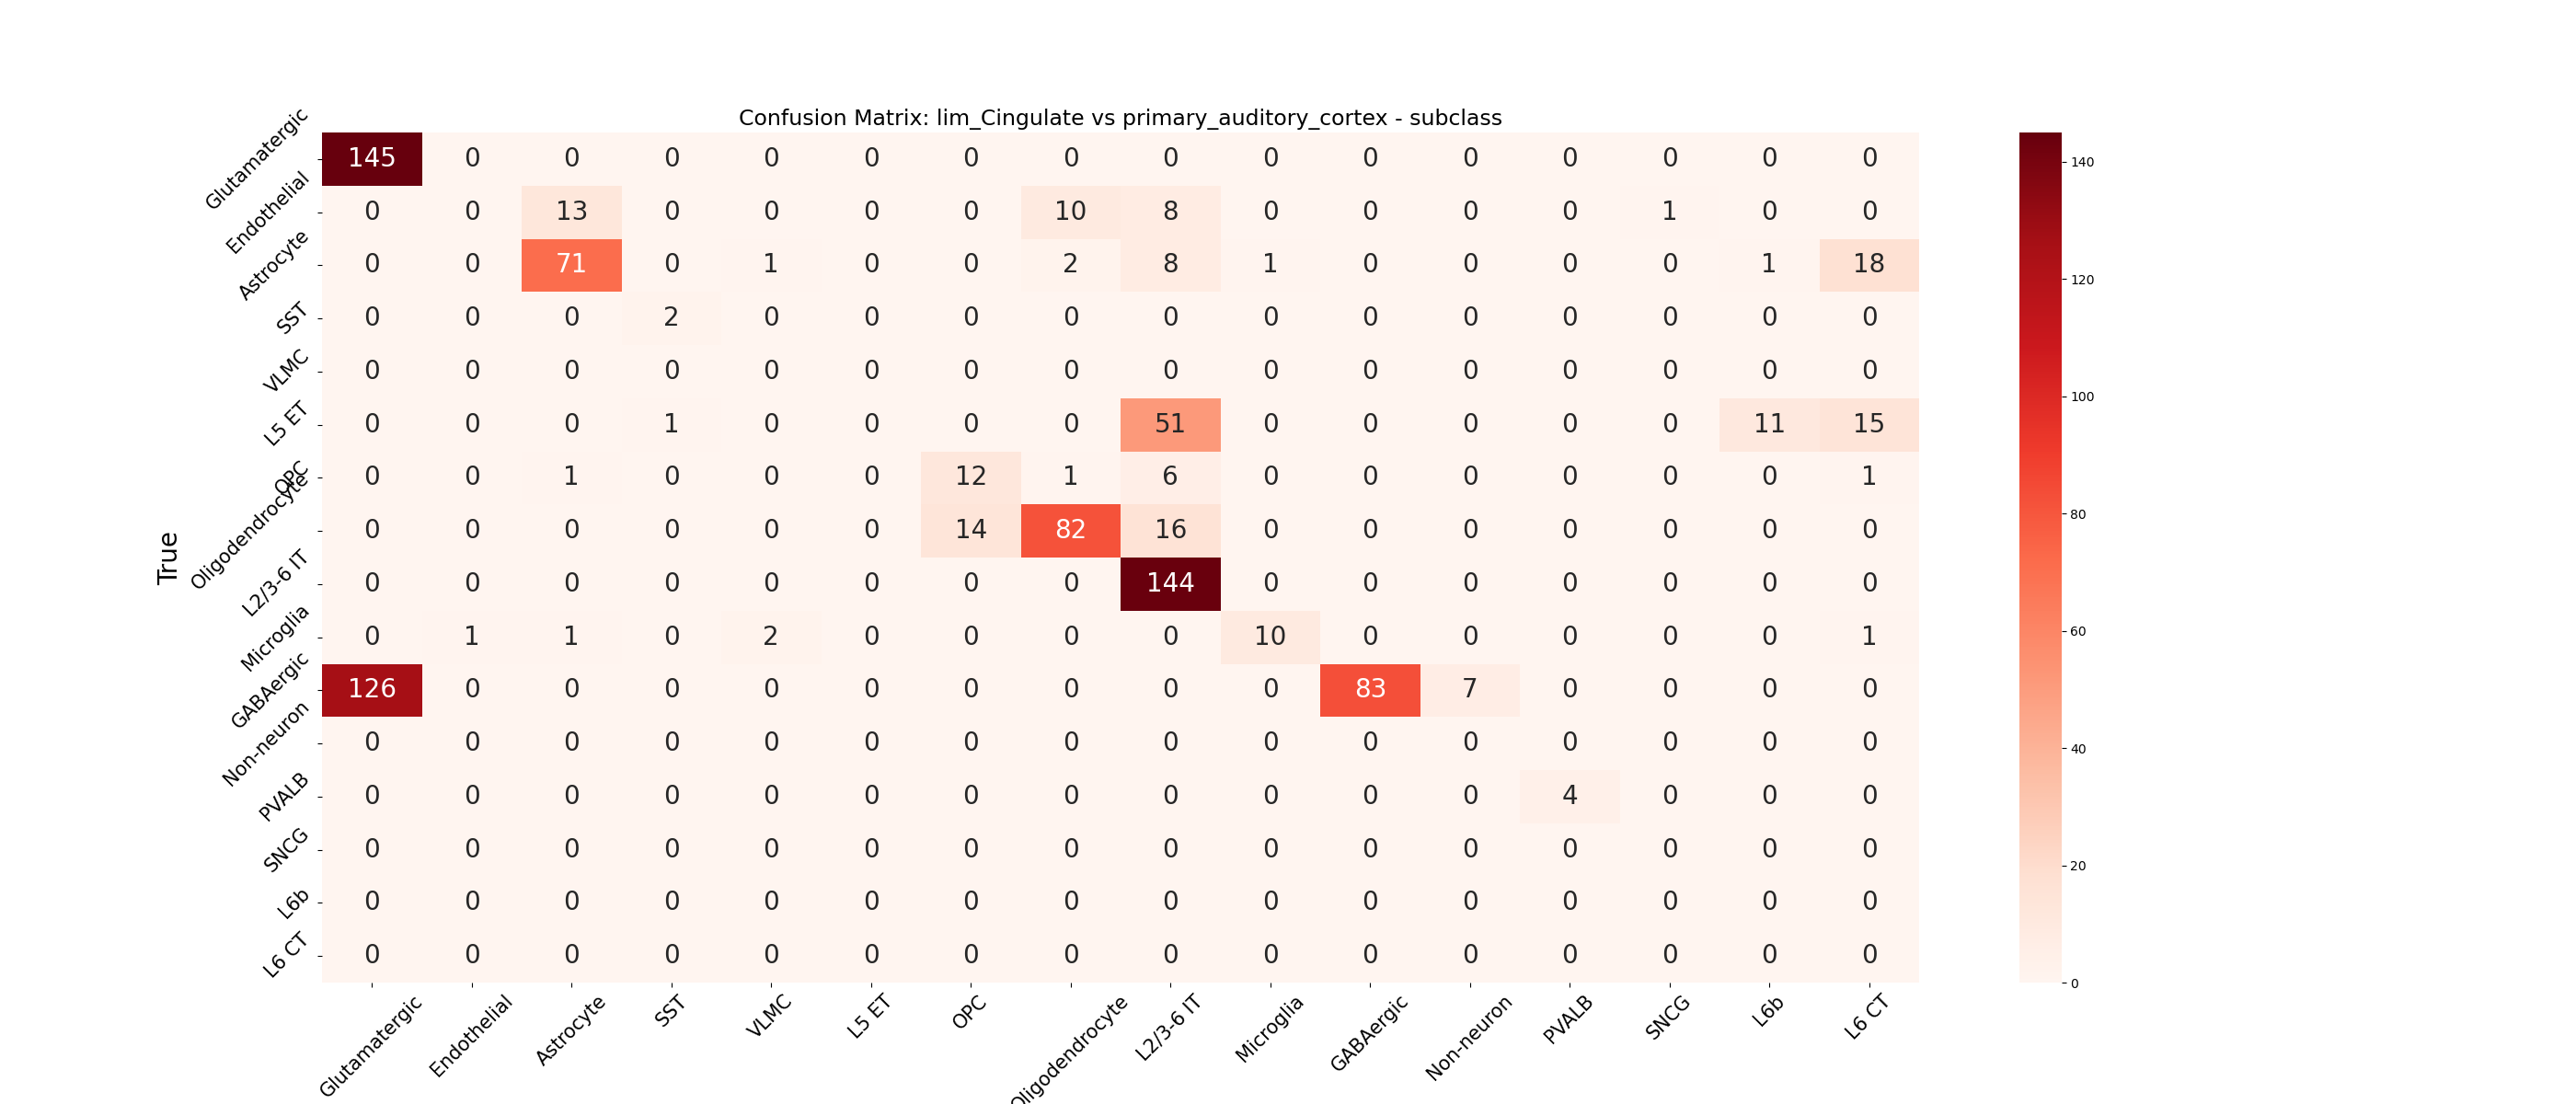 Confusion Matrix: lim_Cingulate vs primary_auditory_cortex - subclass
True
Glutamatergic 145 0 0 0 0 0 0 0 0 0 0 0 0 0 0 0
Endothelial 0 0 13 0 0 0 0 10 8 0 0 0 0 1 0 0
Astrocyte 0 0 71 0 1 0 0 2 8 1 0 0 0 0 1 18
SST 0 0 0 2 0 0 0 0 0 0 0 0 0 0 0 0
VLMC 0 0 0 0 0 0 0 0 0 0 0 0 0 0 0 0
L5 ET 0 0 0 1 0 0 0 0 51 0 0 0 0 0 11 15
OPC 0 0 1 0 0 0 12 1 6 0 0 0 0 0 0 1
Oligodendrocyte 0 0 0 0 0 0 14 82 16 0 0 0 0 0 0 0
L2/3-6 IT 0 0 0 0 0 0 0 0 144 0 0 0 0 0 0 0
Microglia 0 1 1 0 2 0 0 0 0 10 0 0 0 0 0 1
GABAergic 126 0 0 0 0 0 0 0 0 0 83 7 0 0 0 0
Non-neuron 0 0 0 0 0 0 0 0 0 0 0 0 0 0 0 0
PVALB 0 0 0 0 0 0 0 0 0 0 0 0 4 0 0 0
SNCG 0 0 0 0 0 0 0 0 0 0 0 0 0 0 0 0
L6b 0 0 0 0 0 0 0 0 0 0 0 0 0 0 0 0
L6 CT 0 0 0 0 0 0 0 0 0 0 0 0 0 0 0 0
Glutamatergic Endothelial Astrocyte SST VLMC L5 ET OPC Oligodendrocyte L2/3-6 IT Microglia GABAergic Non-neuron PVALB SNCG L6b L6 CT
140
120
100
80
60
40
20
0